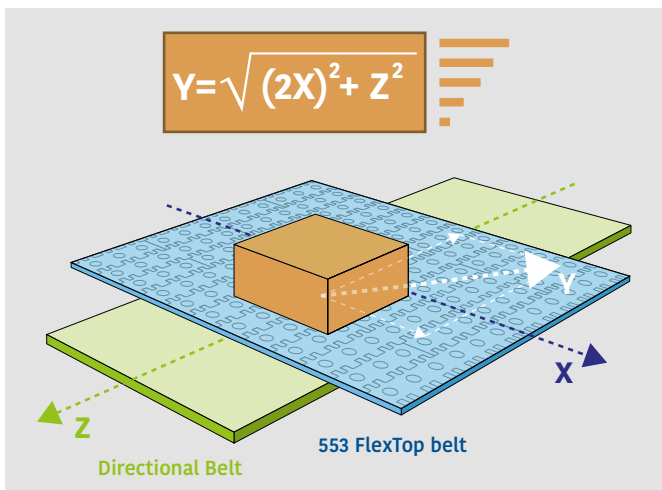 Y=√(2X)²+ Z²
Y
X
Z
553 FlexTop belt
Directional Belt